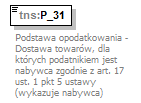 tns:P_31
Podstawa opodatkowania -
Dostawa towarów, dla
których podatnikiem jest
nabywca zgodnie z art. 17
ust. 1 pkt 5 ustawy
(wykazuje nabywca)